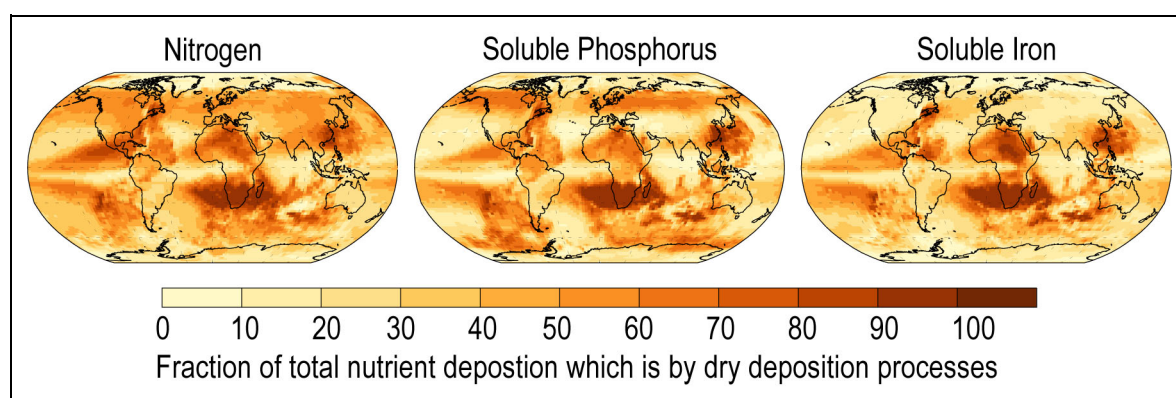 Nitrogen Soluble Phosphorus Soluble Iron
0 10 20 30 40 50 60 70 80 90 100
Fraction of total nutrient depostion which is by dry deposition processes